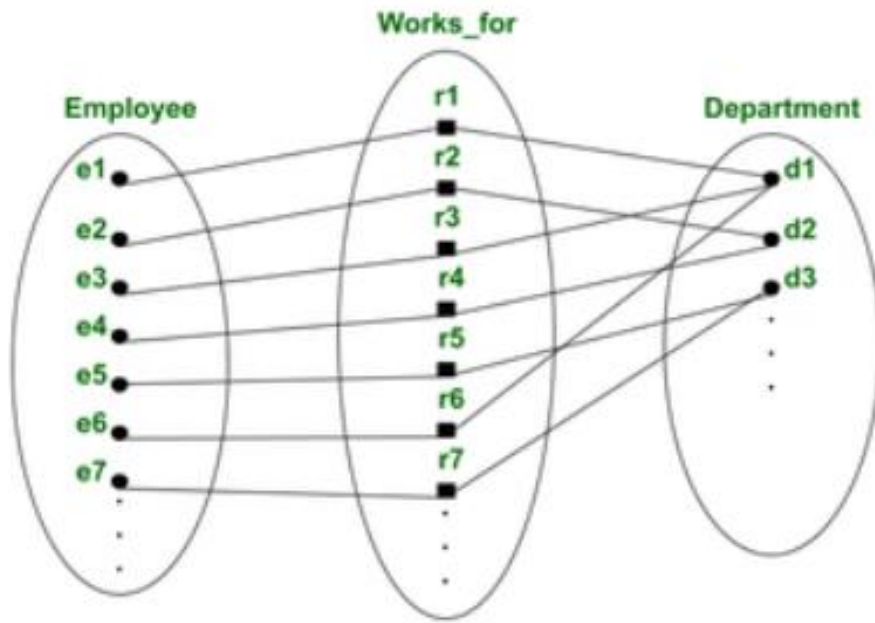 Works_for
Employee
Department
r1
r2
r3
r4
r5
r6
r7
e1
e2
e3
e4
e5
e6
e7
d1
d2
d3